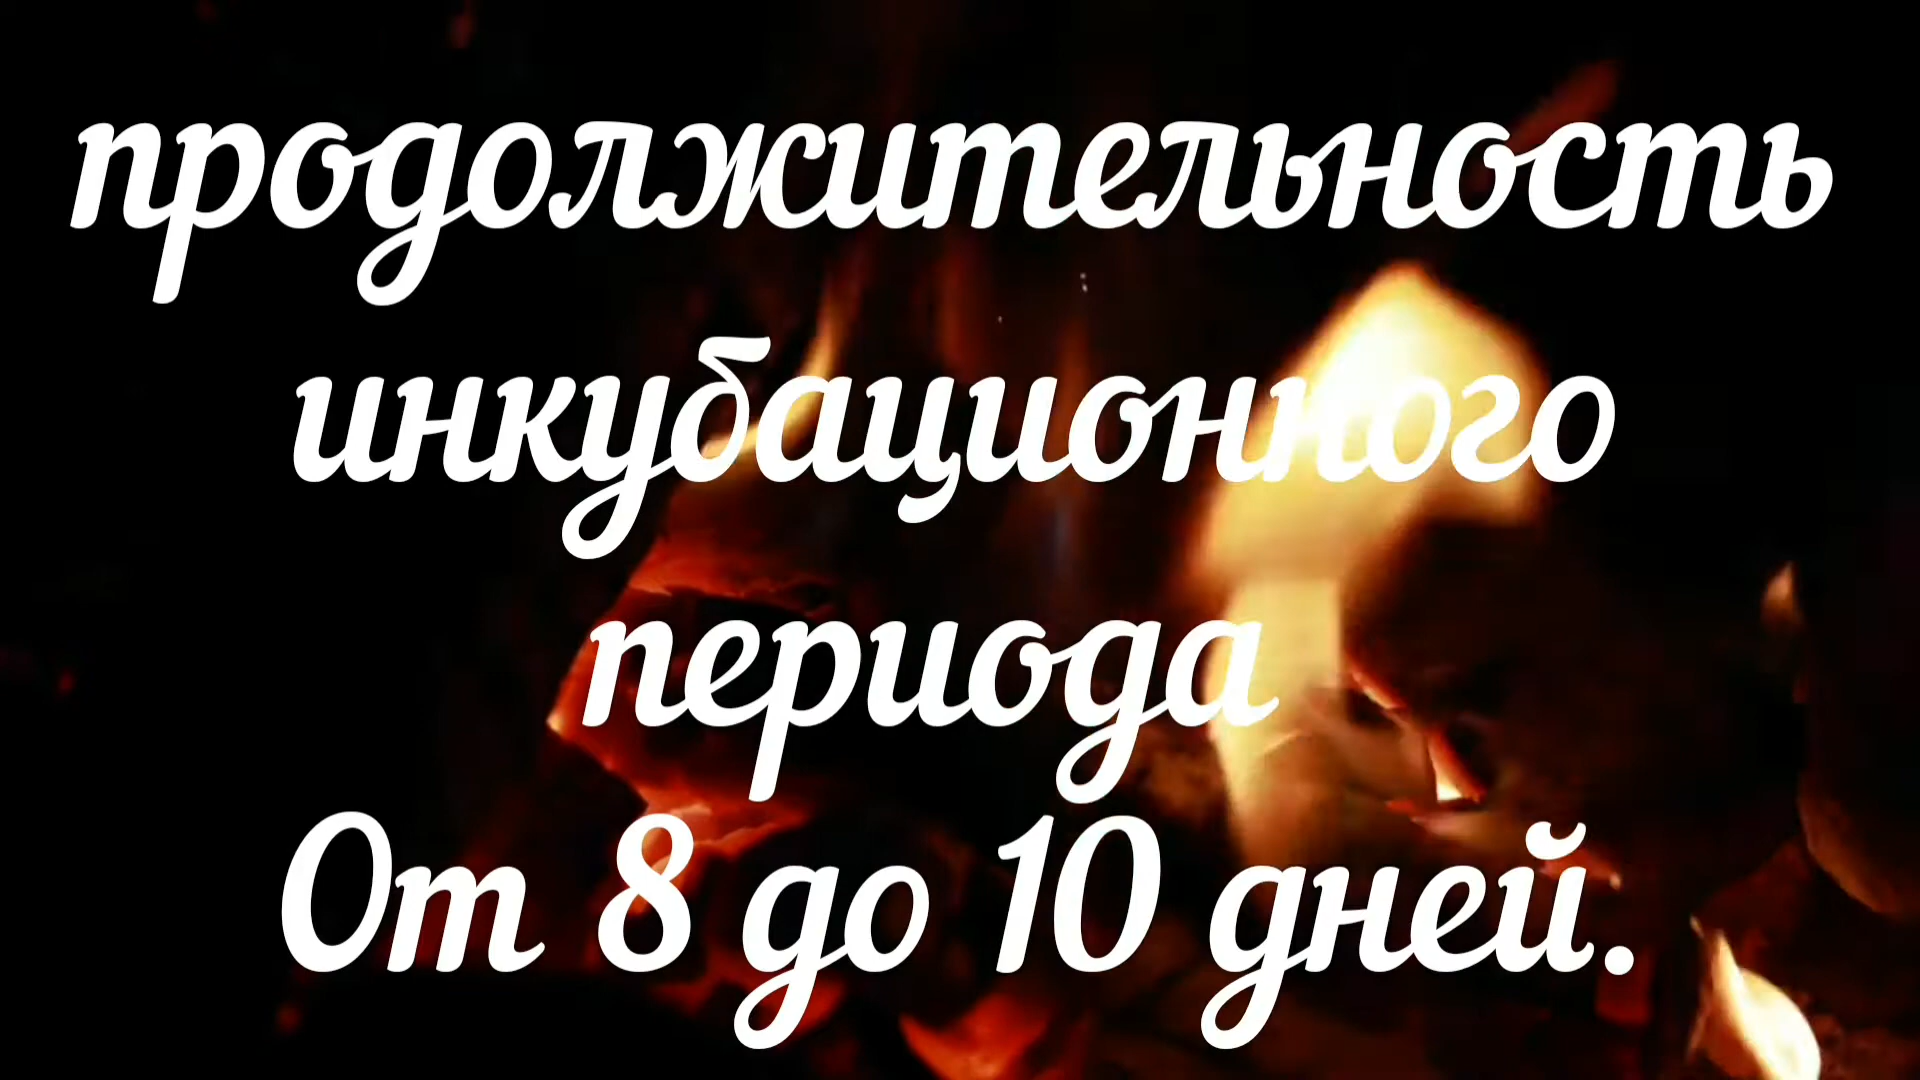 продолжительность
инкубационного
периода
От 8 до 10 дней.